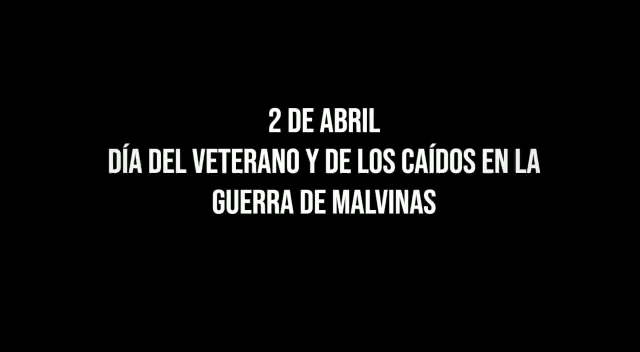 2 DE ABRIL
DÍA DEL VETERANO Y DE LOS CAÍDOS EN LA
GUERRA DE MALVINAS